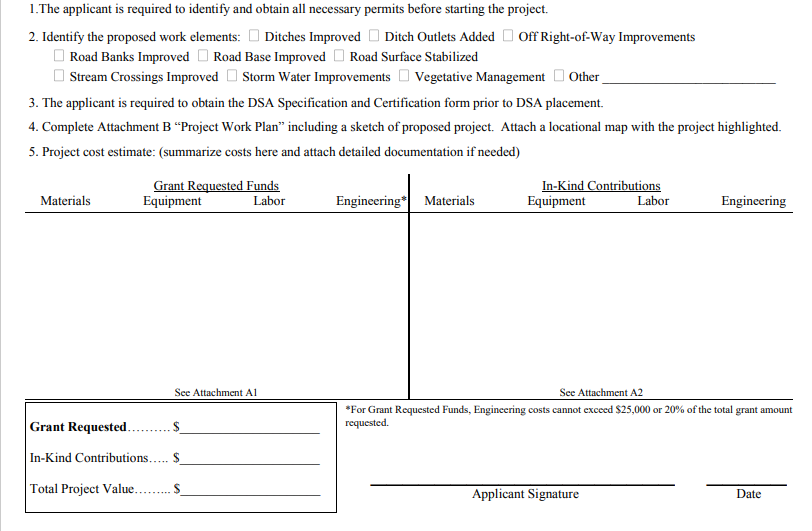 1.The applicant is required to identify and obtain all necessary permits before starting the project.
2. Identify the proposed work elements: ☐ Ditches Improved ☐ Ditch Outlets Added ☐ Off Right-of-Way Improvements
☐ Road Banks Improved ☐ Road Base Improved ☐ Road Surface Stabilized
☐ Stream Crossings Improved ☐ Storm Water Improvements ☐ Vegetative Management ☐ Other ___________________________
3. The applicant is required to obtain the DSA Specification and Certification form prior to DSA placement.
4. Complete Attachment B “Project Work Plan” including a sketch of proposed project. Attach a locational map with the project highlighted.
5. Project cost estimate: (summarize costs here and attach detailed documentation if needed)
Grant Requested Funds In-Kind Contributions
Materials Equipment Labor Engineering* Materials Equipment Labor Engineering
See Attachment A1 See Attachment A2
*For Grant Requested Funds, Engineering costs cannot exceed $25,000 or 20% of the total grant amount
requested.
Grant Requested………. $______________________
In-Kind Contributions….. $______________________
Total Project Value…….. $______________________
Applicant Signature Date